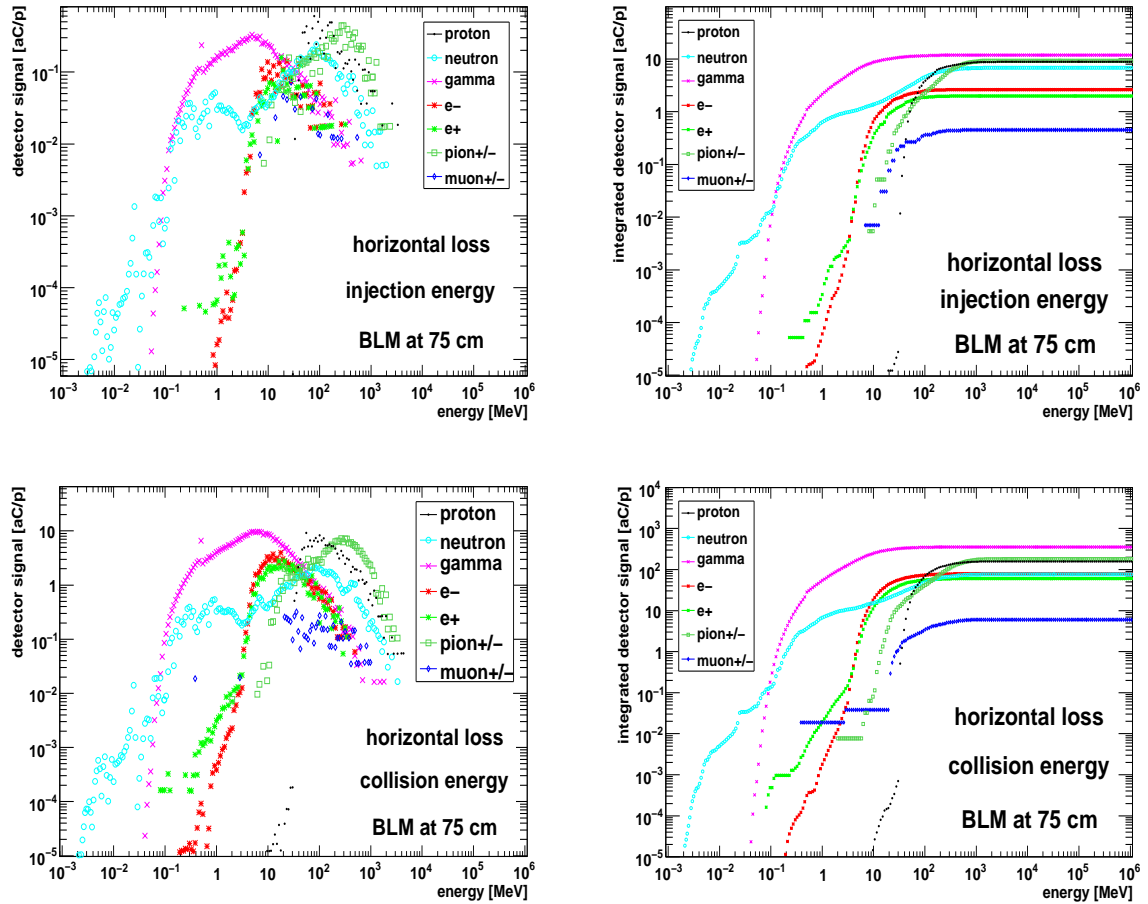 detector signal [aC/p]
10⁻¹
10⁻²
10⁻³
10⁻⁴
10⁻⁵
proton
neutron
gamma
e-
e+
pion+/-
muon+/-
horizontal loss
injection energy
BLM at 75 cm
10⁻³ 10⁻² 10⁻¹ 1 10 10² 10³ 10⁴ 10⁵ 10⁶
energy [MeV]
integrated detector signal [aC/p]
10²
10
1
10⁻¹
10⁻²
10⁻³
10⁻⁴
10⁻⁵
proton
neutron
gamma
e-
e+
pion+/-
muon+/-
horizontal loss
injection energy
BLM at 75 cm
10⁻³ 10⁻² 10⁻¹ 1 10 10² 10³ 10⁴ 10⁵ 10⁶
energy [MeV]
detector signal [aC/p]
10
1
10⁻¹
10⁻²
10⁻³
10⁻⁴
10⁻⁵
proton
neutron
gamma
e−
e+
pion+/-
muon+/-
horizontal loss
collision energy
BLM at 75 cm
10⁻³ 10⁻² 10⁻¹ 1 10 10² 10³ 10⁴ 10⁵ 10⁶
energy [MeV]
integrated detector signal [aC/p]
10⁴
10³
10²
10
1
10⁻¹
10⁻²
10⁻³
10⁻⁴
10⁻⁵
proton
neutron
gamma
e-
e+
pion+/-
muon+/-
horizontal loss
collision energy
BLM at 75 cm
10⁻³ 10⁻² 10⁻¹ 1 10 10² 10³ 10⁴ 10⁵ 10⁶
energy [MeV]